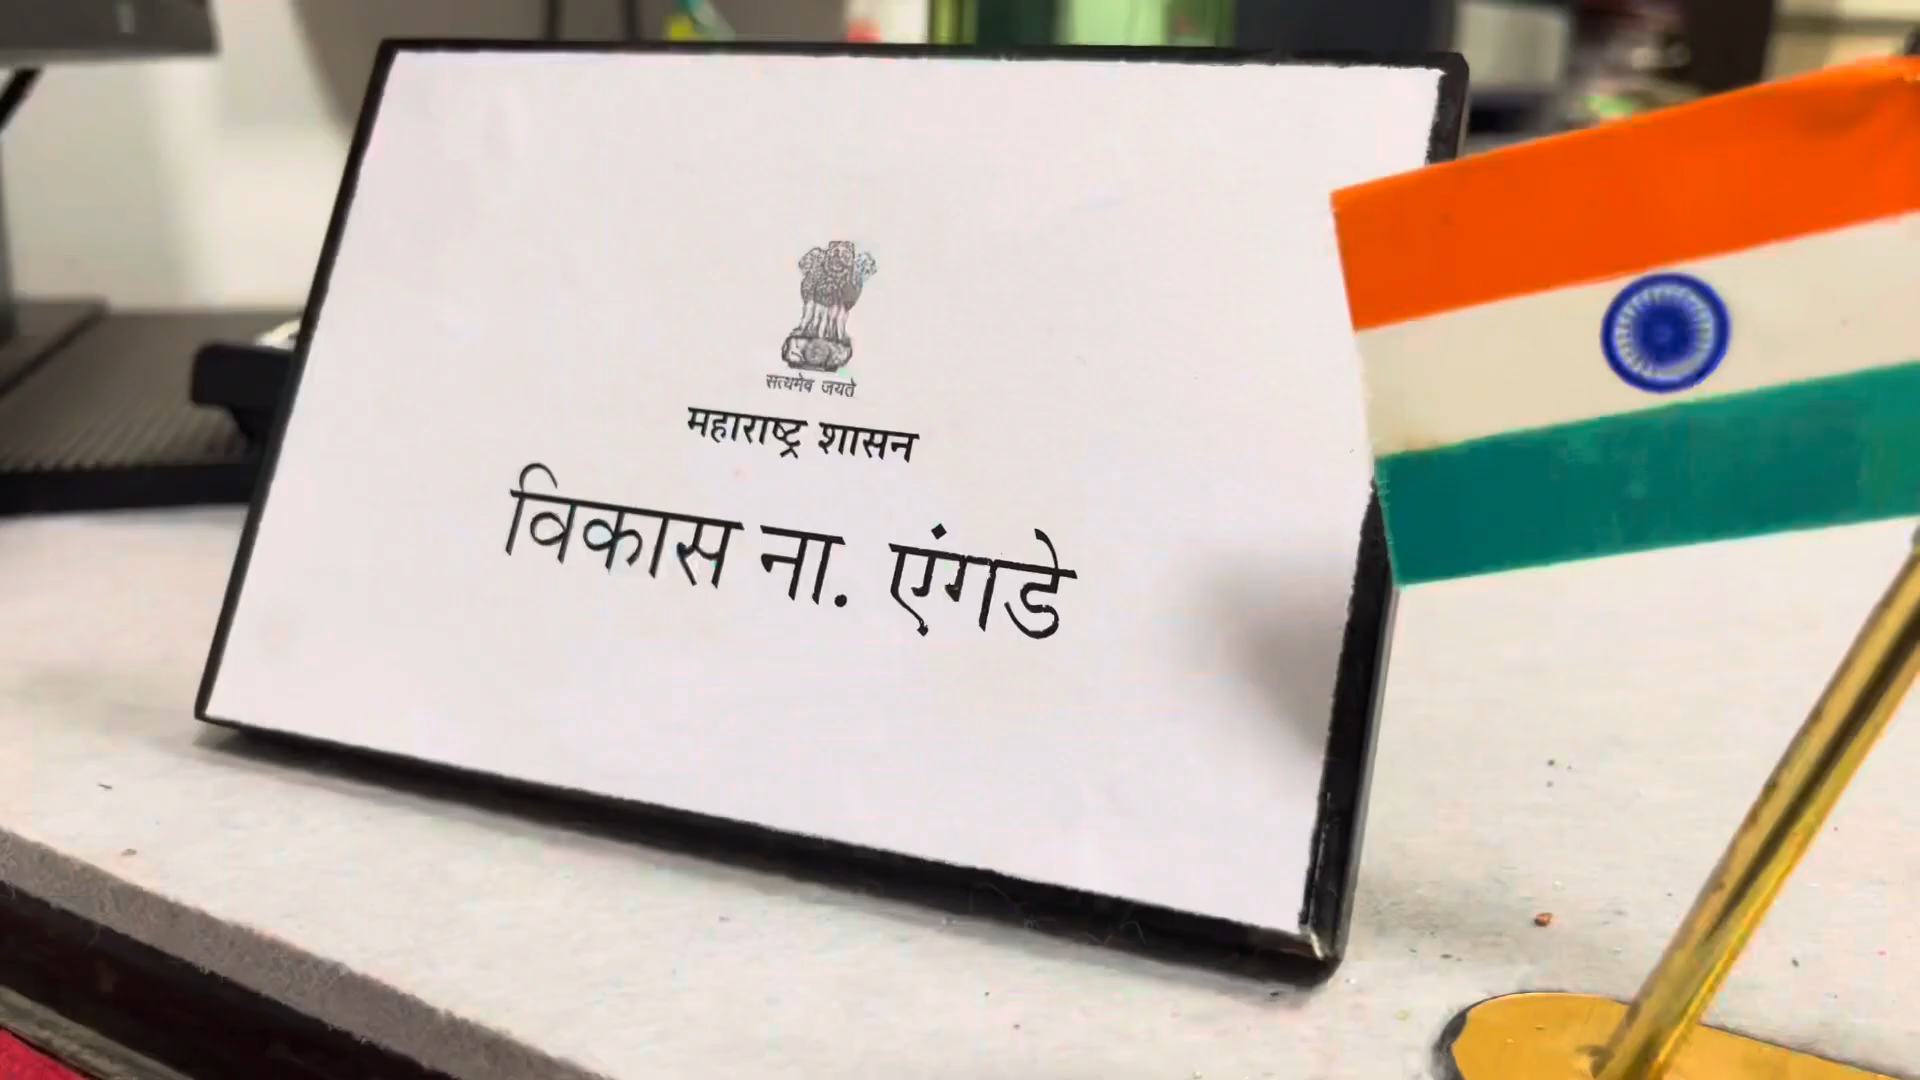 सत्यमेव जयते
महाराष्ट्र शासन
विकास ना. एंगडे